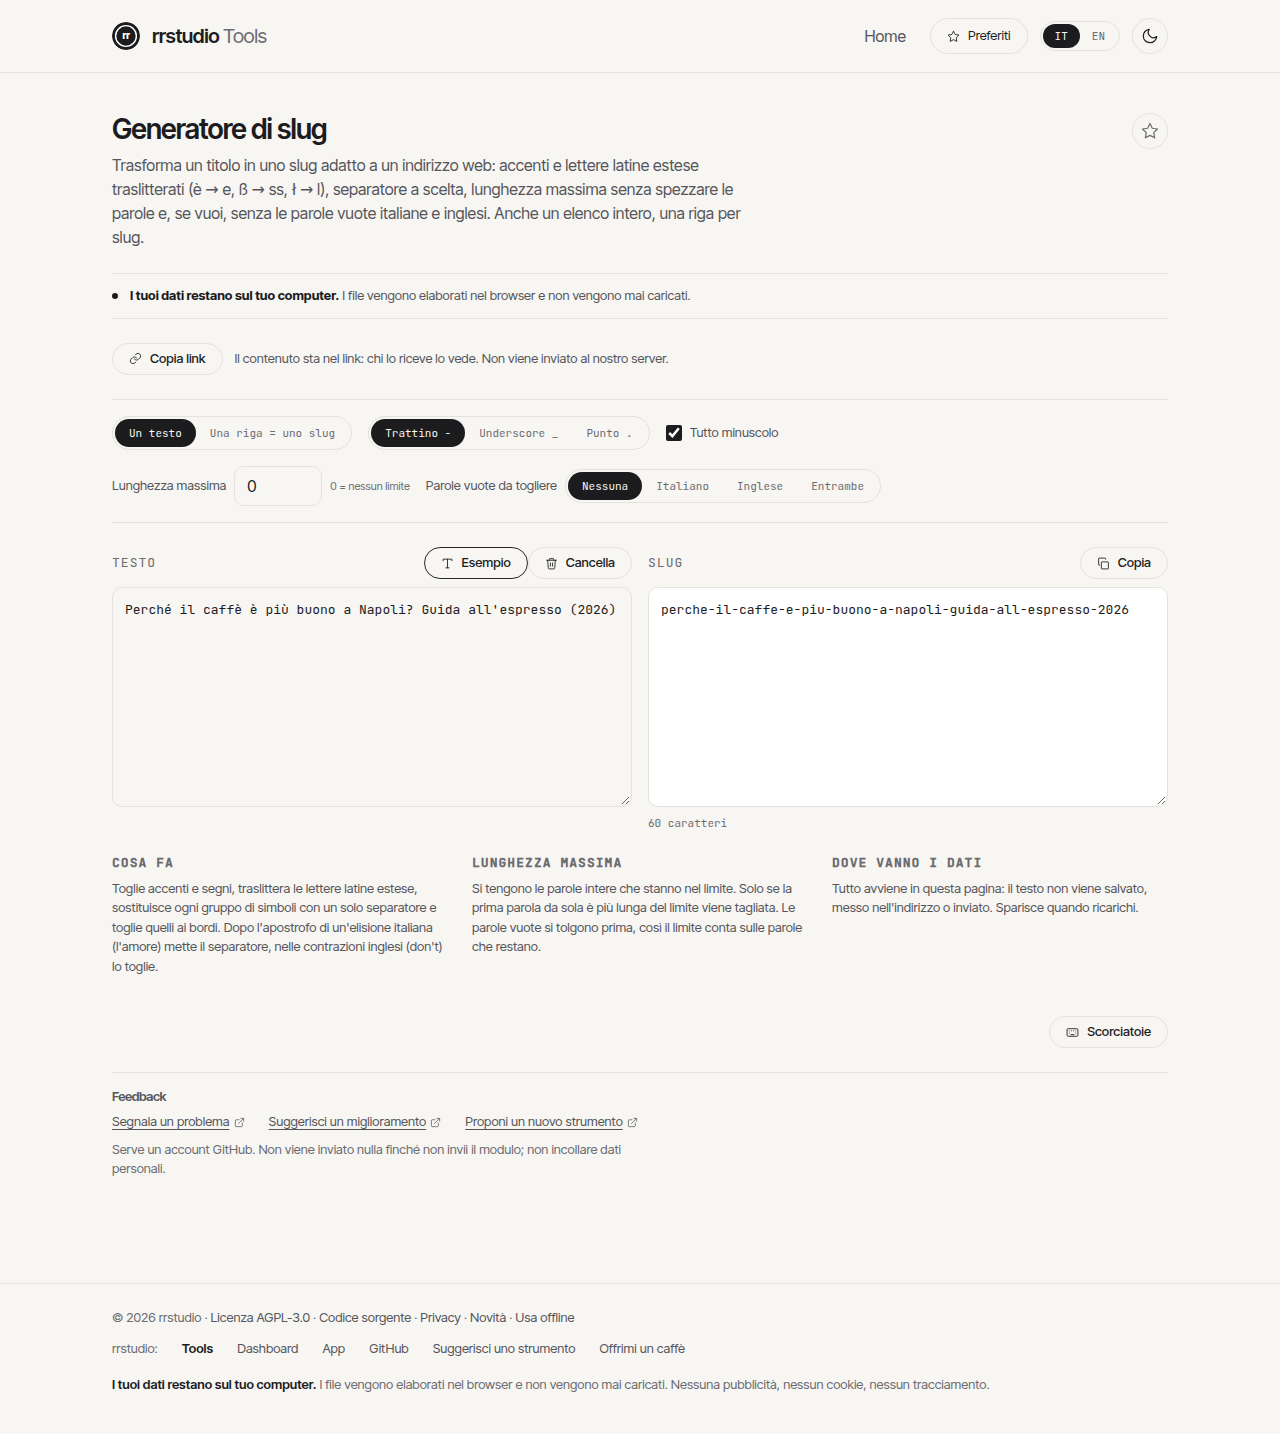 rr rrstudio Tools
Home
Preferiti
IT EN
Generatore di slug
Trasforma un titolo in uno slug adatto a un indirizzo web: accenti e lettere latine estese
traslitterati (è → e, ß → ss, ł → l), separatore a scelta, lunghezza massima senza spezzare le
parole e, se vuoi, senza le parole vuote italiane e inglesi. Anche un elenco intero, una riga per
slug.
I tuoi dati restano sul tuo computer. I file vengono elaborati nel browser e non vengono mai caricati.
Copia link
Il contenuto sta nel link: chi lo riceve lo vede. Non viene inviato al nostro server.
Un testo Una riga = uno slug
Trattino - Underscore _ Punto .
Tutto minuscolo
Lunghezza massima 0 0 = nessun limite
Parole vuote da togliere Nessuna Italiano Inglese Entrambe
TESTO
Esempio
Cancella
Perché il caffè è più buono a Napoli? Guida all'espresso (2026)
SLUG
Copia
perche-il-caffe-e-piu-buono-a-napoli-guida-all-espresso-2026
60 caratteri
COSA FA
Toglie accenti e segni, traslittera le lettere latine estese,
sostituisce ogni gruppo di simboli con un solo separatore e
toglie quelli ai bordi. Dopo l'apostrofo di un'elisione italiana
(l'amore) mette il separatore, nelle contrazioni inglesi (don't)
lo toglie.
LUNGHEZZA MASSIMA
Si tengono le parole intere che stanno nel limite. Solo se la
prima parola da sola è più lunga del limite viene tagliata. Le
parole vuote si tolgono prima, così il limite conta sulle parole
che restano.
DOVE VANNO I DATI
Tutto avviene in questa pagina: il testo non viene salvato,
messo nell'indirizzo o inviato. Sparisce quando ricarichi.
Scorciatoie
Feedback
Segnala un problema
Suggerisci un miglioramento
Proponi un nuovo strumento
Serve un account GitHub. Non viene inviato nulla finché non invii il modulo; non incollare dati
personali.
© 2026 rrstudio · Licenza AGPL-3.0 · Codice sorgente · Privacy · Novità · Usa offline
rrstudio: Tools Dashboard App GitHub Suggerisci uno strumento Offrimi un caffè
I tuoi dati restano sul tuo computer. I file vengono elaborati nel browser e non vengono mai caricati. Nessuna pubblicità, nessun cookie, nessun tracciamento.